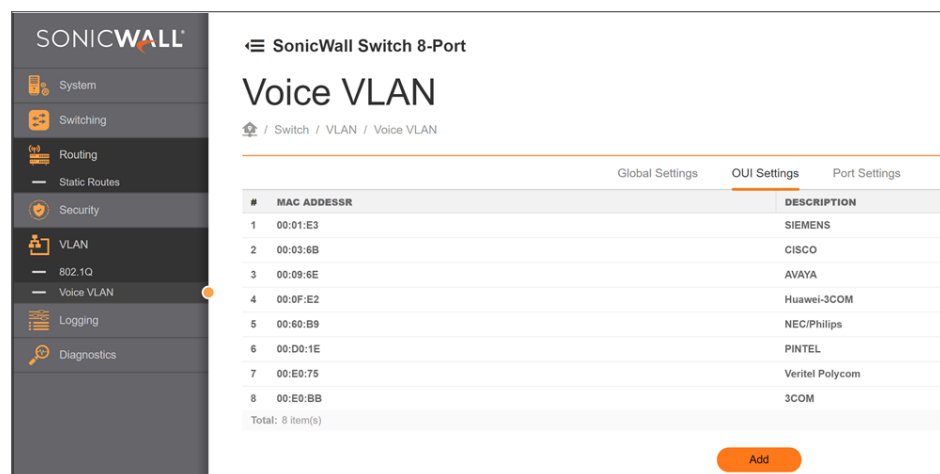 SONICWALL
System
Switching
Routing
Static Routes
Security
VLAN
802.1Q
Voice VLAN
Logging
Diagnostics
SonicWall Switch 8-Port
Voice VLAN
/ Switch / VLAN / Voice VLAN
Global Settings OUI Settings Port Settings
# MAC ADDESSR DESCRIPTION
1 00:01:E3 SIEMENS
2 00:03:6B CISCO
3 00:09:6E AVAYA
4 00:0F:E2 Huawei-3COM
5 00:60:B9 NEC/Philips
6 00:D0:1E PINTEL
7 00:E0:75 Veritel Polycom
8 00:E0:BB 3COM
Total: 8 item(s)
Add